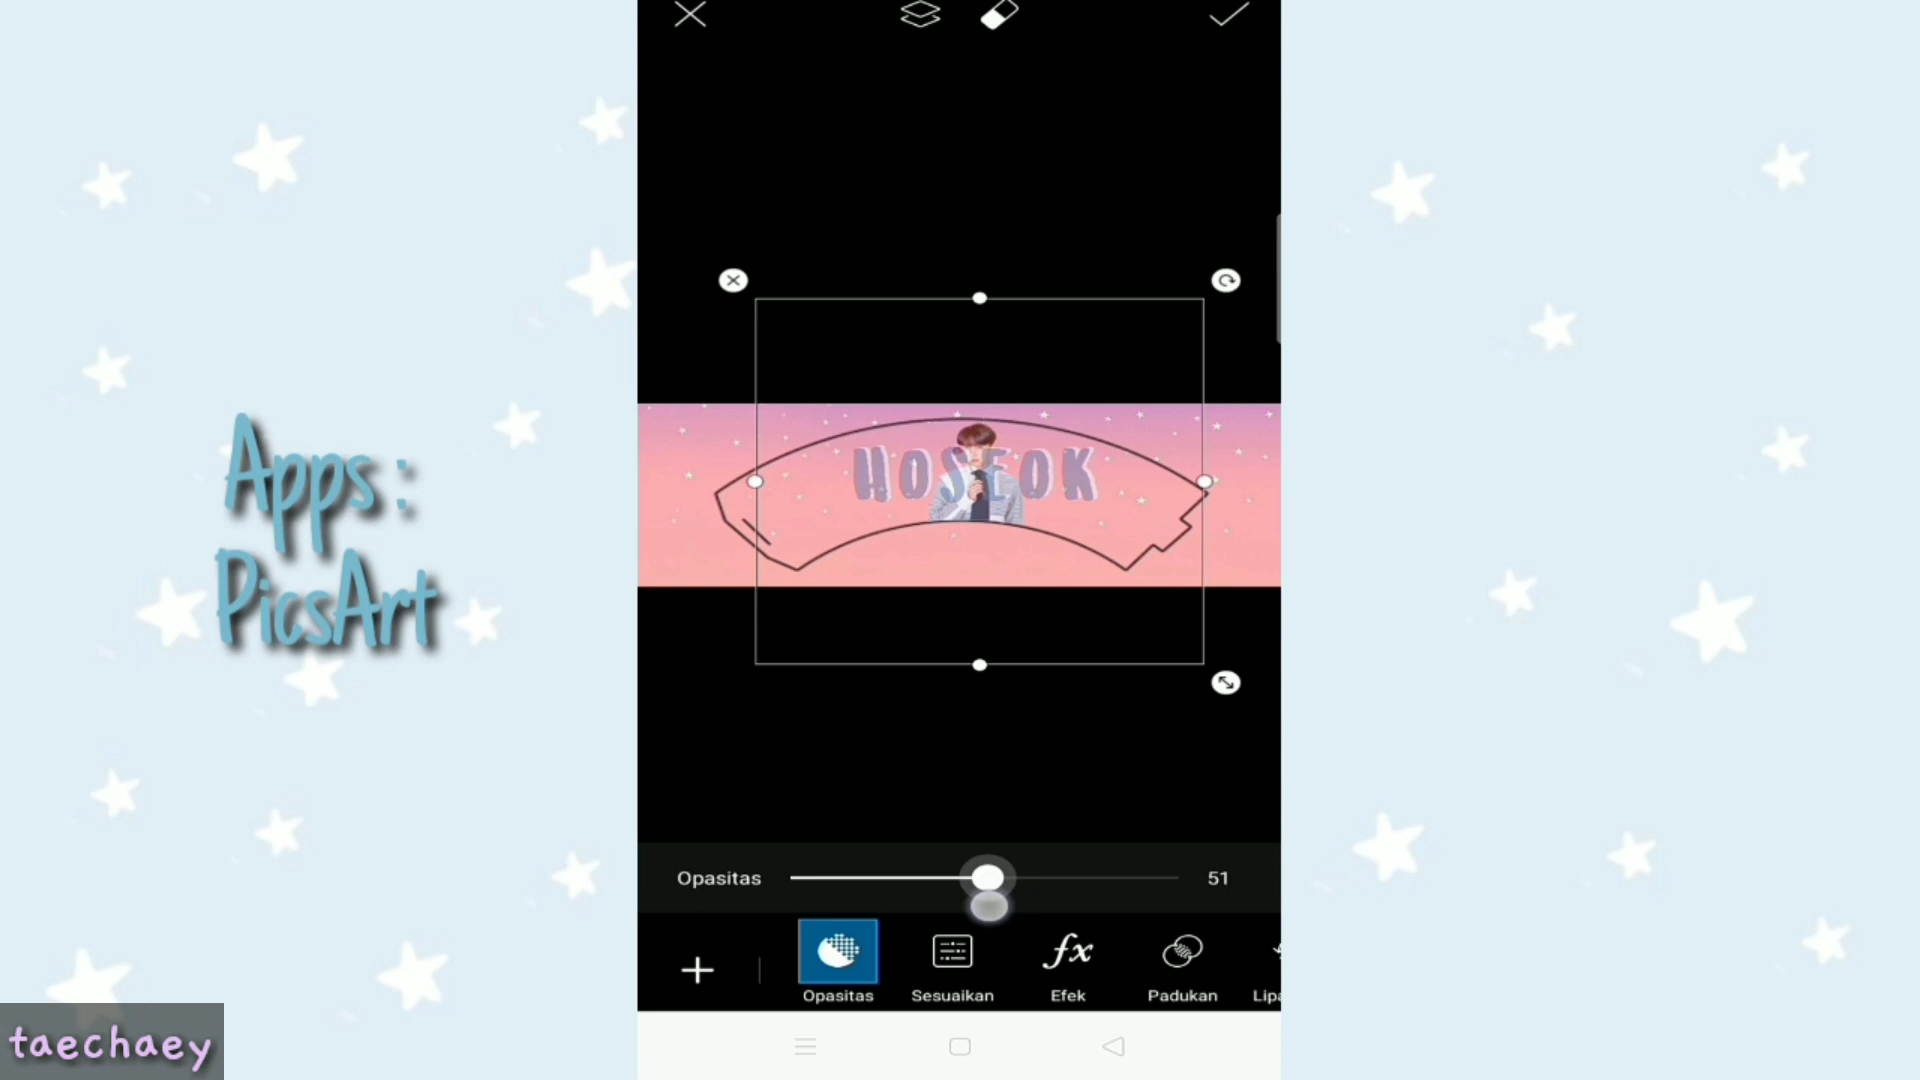 Apps :
PicsArt
HOSEOK
Opasitas 51
Opasitas Sesuaikan Efek Padukan Lipa
taechaey